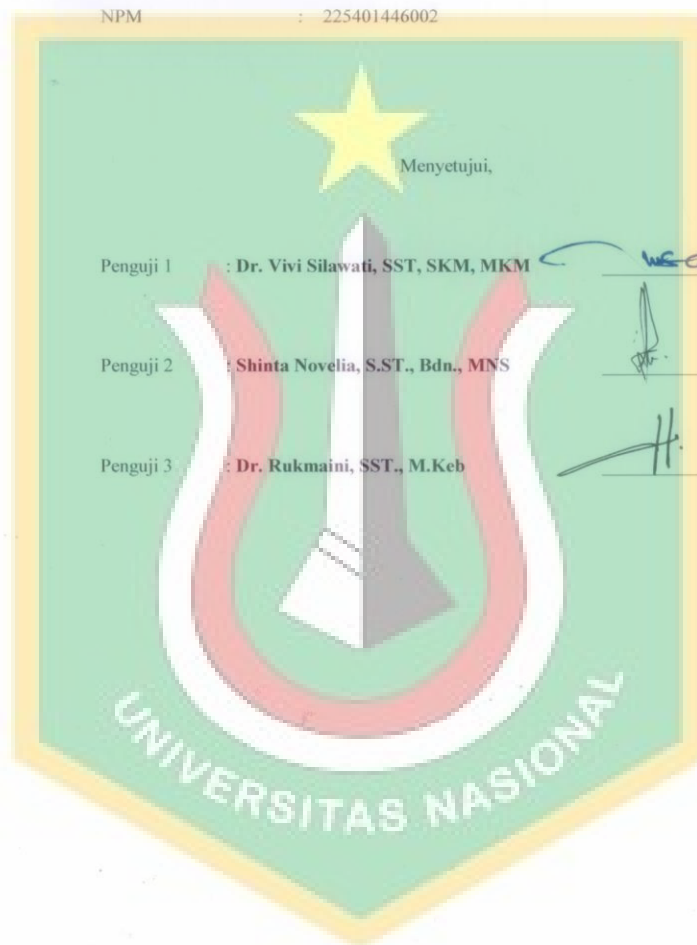 NPM : 225401446002
Menyetujui,
Penguji 1 : Dr. Vivi Silawati, SST, SKM, MKM
Penguji 2 : Shinta Novelia, S.ST., Bdn., MNS
Penguji 3 : Dr. Rukmaini, SST., M.Keb
UNIVERSITAS NASIONAL